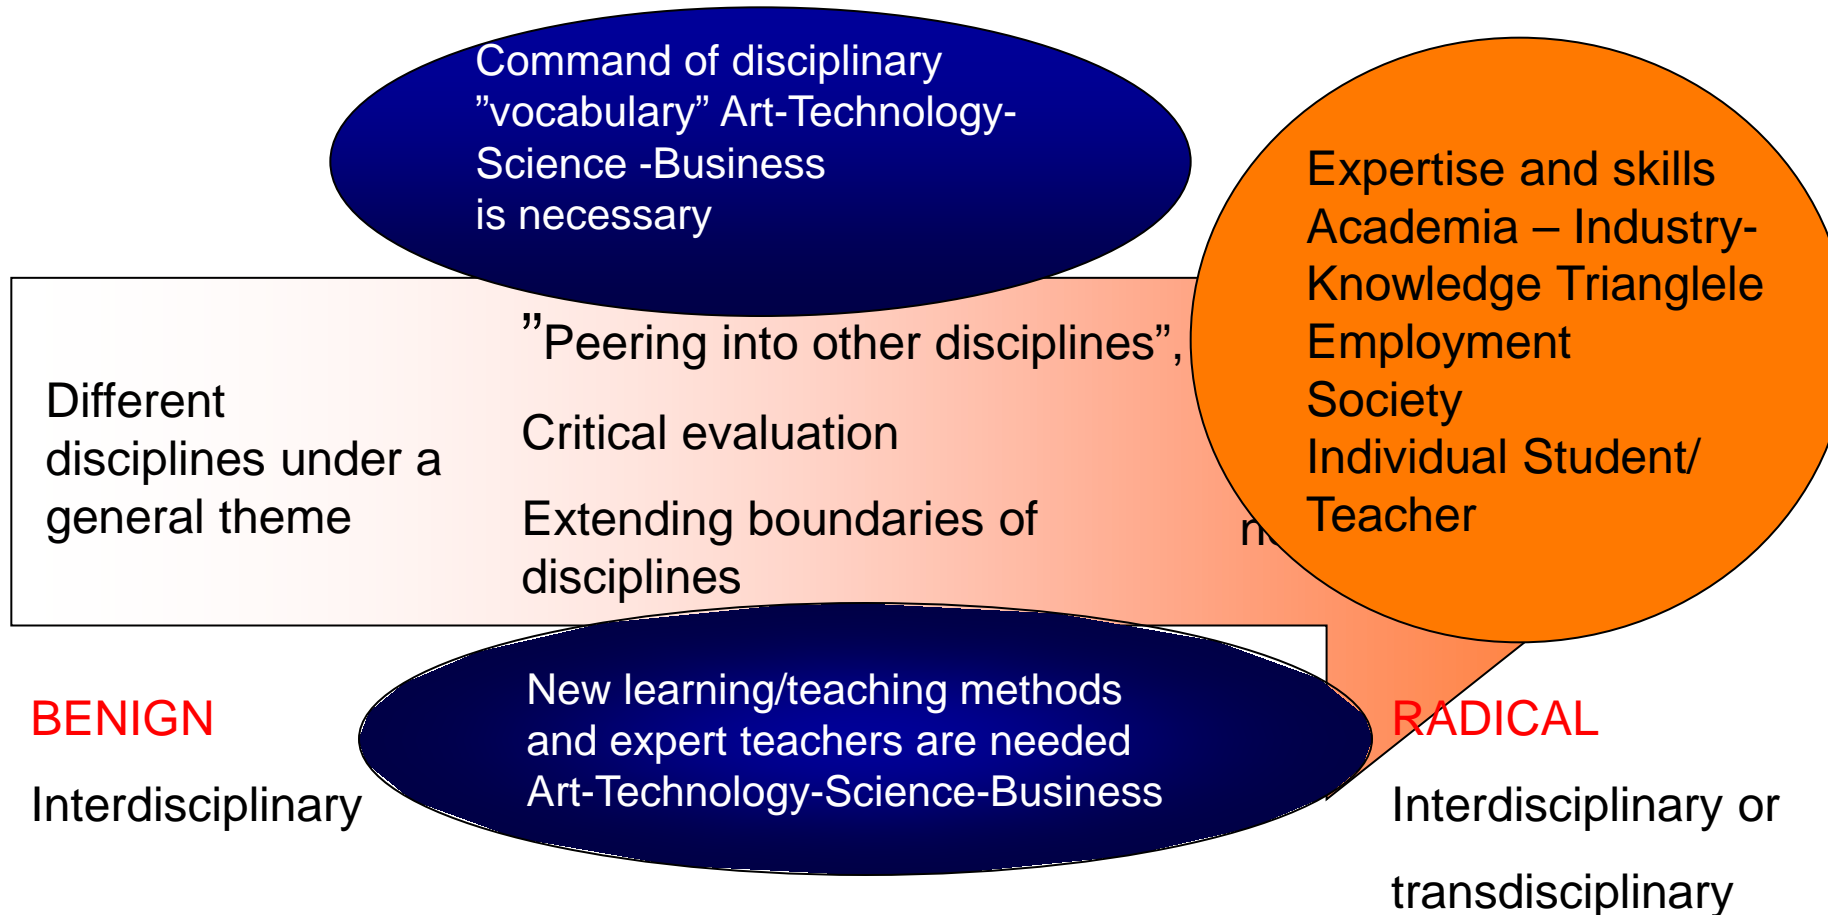 Command of disciplinary
”vocabulary” Art-Technology-
Science -Business
is necessary
Expertise and skills
Academia – Industry-
Knowledge Trianglele
Employment
Society
Individual Student/
Teacher
”Peering into other disciplines”,
Critical evaluation
Extending boundaries of
disciplines
Different
disciplines under a
general theme
New learning/teaching methods
and expert teachers are needed
Art-Technology-Science-Business
BENIGN
Interdisciplinary
RADICAL
Interdisciplinary or
transdisciplinary